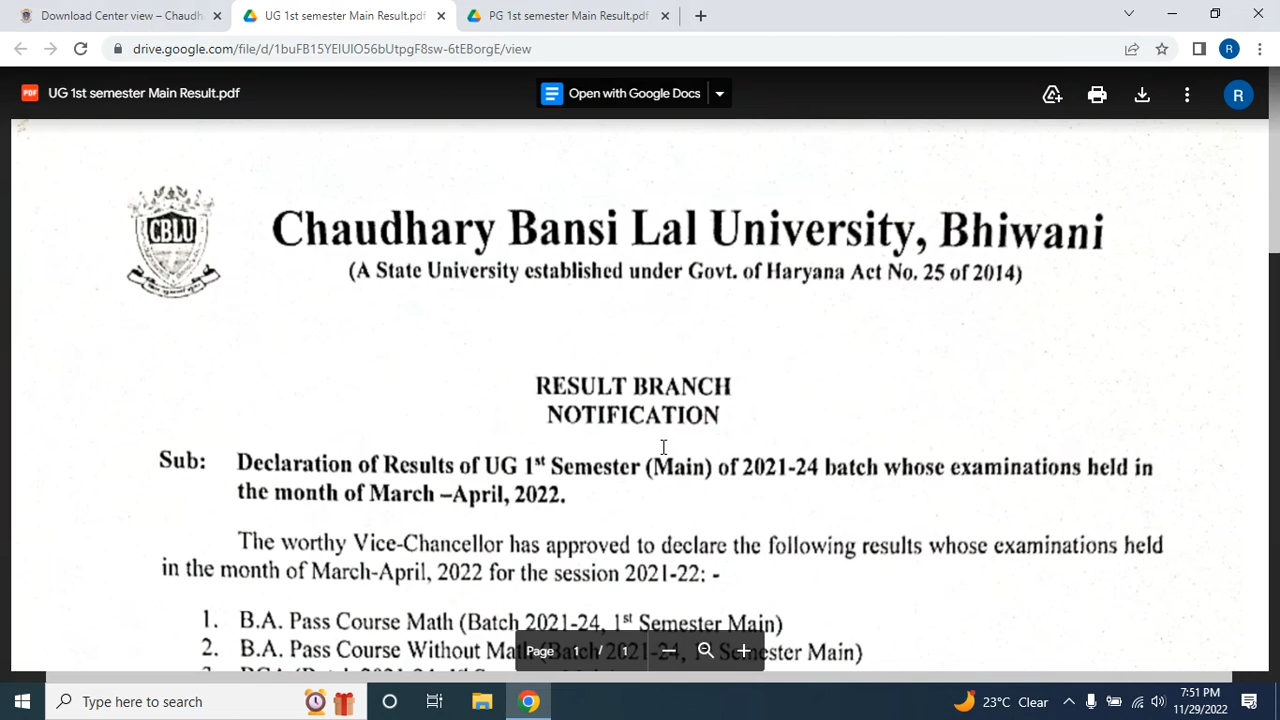 Download Center view – Chaudh
UG 1st semester Main Result.pdf
PG 1st semester Main Result.pdf
drive.google.com/file/d/1buFB15YEIUIO56bUtpgF8sw-6tEBorgE/view
R
PDF
UG 1st semester Main Result.pdf
Open with Google Docs
R
CBLU
Chaudhary Bansi Lal University, Bhiwani
(A State University established under Govt. of Haryana Act No. 25 of 2014)
RESULT BRANCH
NOTIFICATION
Sub: Declaration of Results of UG 1st Semester (Main) of 2021-24 batch whose examinations held in
the month of March –April, 2022.
The worthy Vice-Chancellor has approved to declare the following results whose examinations held
in the month of March-April, 2022 for the session 2021-22: -
1. B.A. Pass Course Math (Batch 2021-24, 1st Semester Main)
2. B.A. Pass Course Without Math (Batch 2021-24, 1st Semester Main)
Page 1 / 1
Type here to search
23°C Clear
7:51 PM
11/29/2022